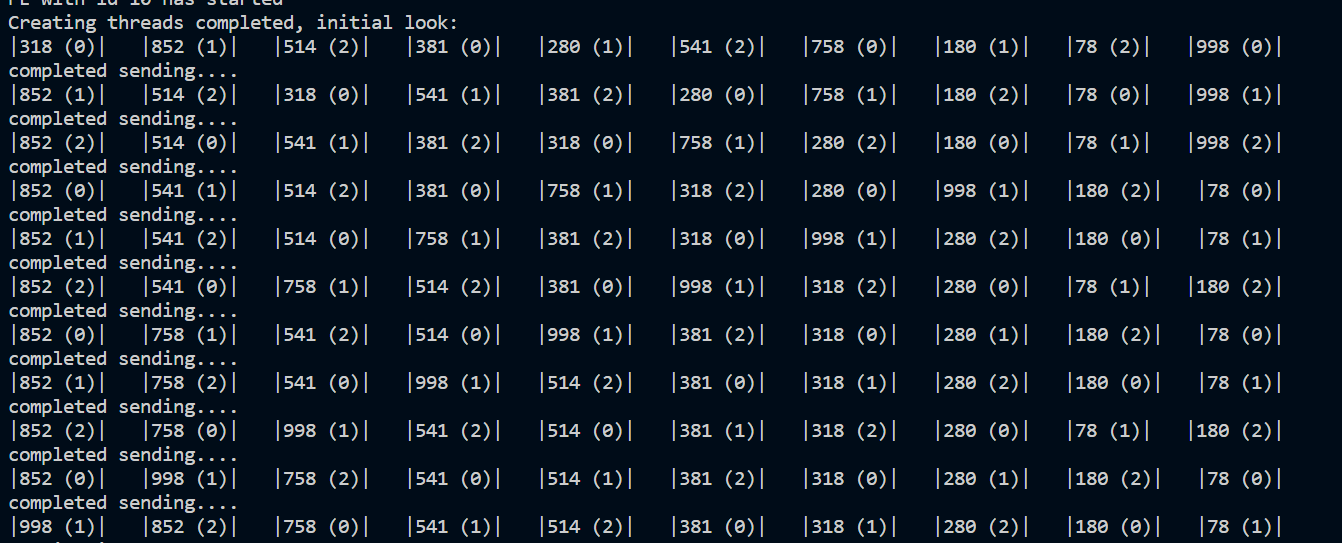 PE with id 10 has started
Creating threads completed, initial look:
|318 (0)|   |852 (1)|   |514 (2)|   |381 (0)|   |280 (1)|   |541 (2)|   |758 (0)|   |180 (1)|   |78 (2)|   |998 (0)|
completed sending....
|852 (1)|   |514 (2)|   |318 (0)|   |541 (1)|   |381 (2)|   |280 (0)|   |758 (1)|   |180 (2)|   |78 (0)|   |998 (1)|
completed sending....
|852 (2)|   |514 (0)|   |541 (1)|   |381 (2)|   |318 (0)|   |758 (1)|   |280 (2)|   |180 (0)|   |78 (1)|   |998 (2)|
completed sending....
|852 (0)|   |541 (1)|   |514 (2)|   |381 (0)|   |758 (1)|   |318 (2)|   |280 (0)|   |998 (1)|   |180 (2)|   |78 (0)|
completed sending....
|852 (1)|   |541 (2)|   |514 (0)|   |758 (1)|   |381 (2)|   |318 (0)|   |998 (1)|   |280 (2)|   |180 (0)|   |78 (1)|
completed sending....
|852 (2)|   |541 (0)|   |758 (1)|   |514 (2)|   |381 (0)|   |998 (1)|   |318 (2)|   |280 (0)|   |78 (1)|   |180 (2)|
completed sending....
|852 (0)|   |758 (1)|   |541 (2)|   |514 (0)|   |998 (1)|   |381 (2)|   |318 (0)|   |280 (1)|   |180 (2)|   |78 (0)|
completed sending....
|852 (1)|   |758 (2)|   |541 (0)|   |998 (1)|   |514 (2)|   |381 (0)|   |318 (1)|   |280 (2)|   |180 (0)|   |78 (1)|
completed sending....
|852 (2)|   |758 (0)|   |998 (1)|   |541 (2)|   |514 (0)|   |381 (1)|   |318 (2)|   |280 (0)|   |78 (1)|   |180 (2)|
completed sending....
|852 (0)|   |998 (1)|   |758 (2)|   |541 (0)|   |514 (1)|   |381 (2)|   |318 (0)|   |280 (1)|   |180 (2)|   |78 (0)|
completed sending....
|998 (1)|   |852 (2)|   |758 (0)|   |541 (1)|   |514 (2)|   |381 (0)|   |318 (1)|   |280 (2)|   |180 (0)|   |78 (1)|